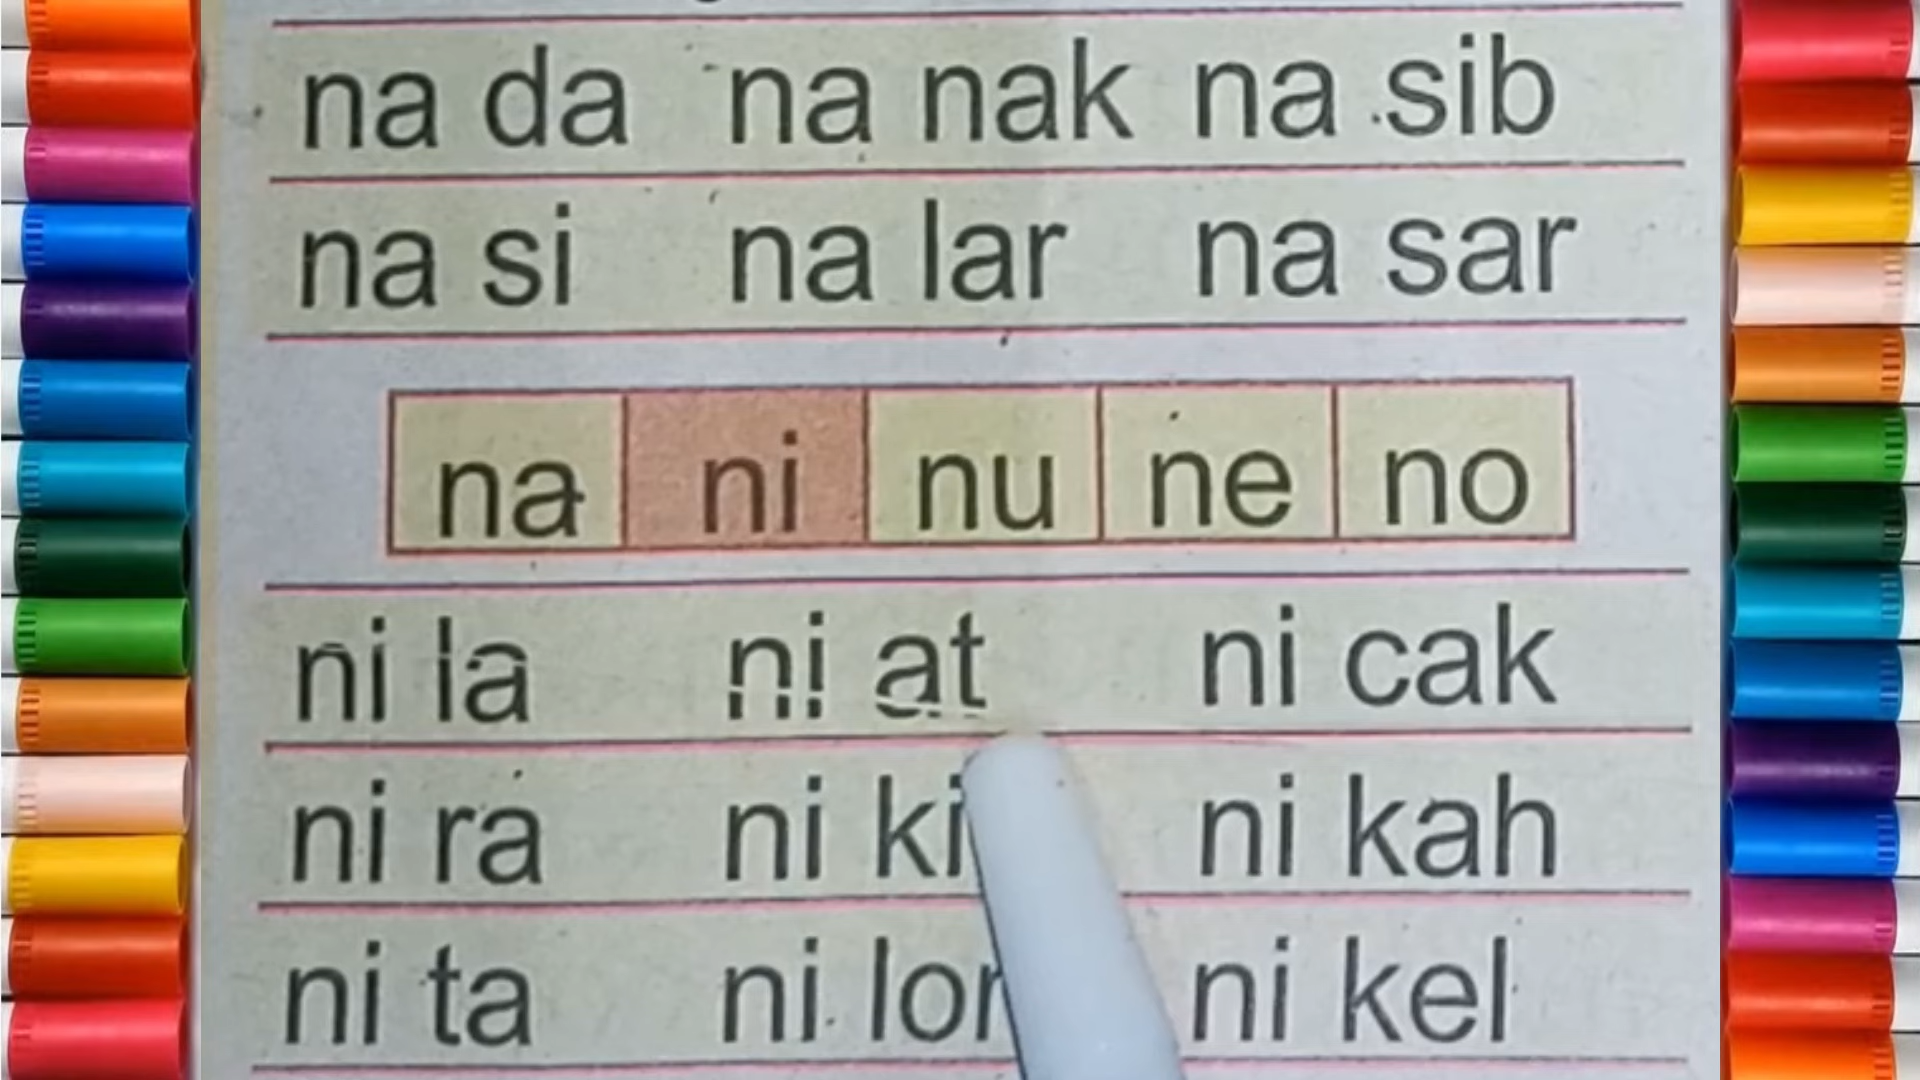 na da na nak na sib
na si na lar na sar
na ni nu ne no
ni la ni at ni cak
ni ra ni ni kah
ni ta ni ni kel